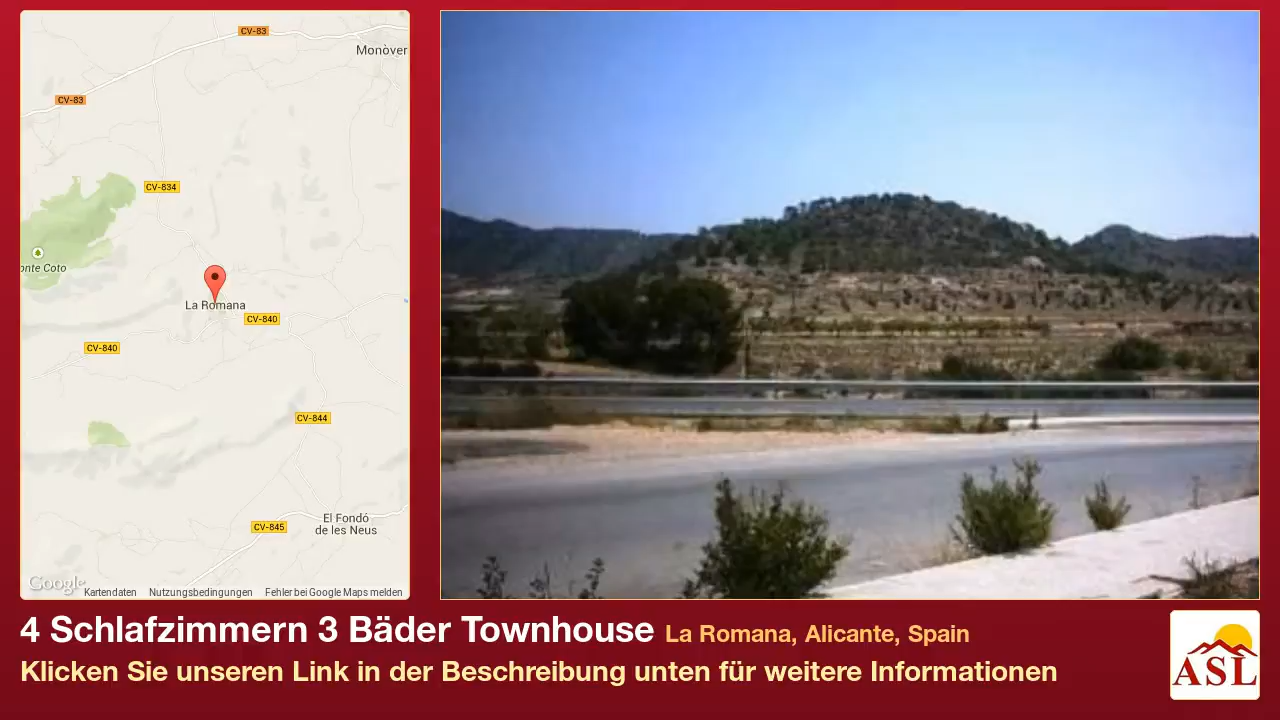 CV-83
Monòver
CV-83
CV-834
onte Coto
La Romana
CV-840
CV-840
CV-844
El Fondó
de les Neus
CV-845
Google
Kartendaten Nutzungsbedingungen Fehler bei Google Maps melden
4 Schlafzimmern 3 Bäder Townhouse La Romana, Alicante, Spain
Klicken Sie unseren Link in der Beschreibung unten für weitere Informationen
ASL